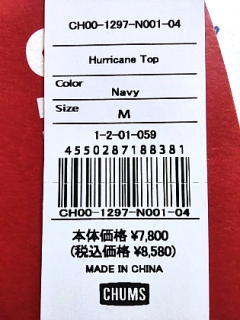 CH00-1297-N001-04
Hurricane Top
Color
Navy
Size
M
1-2-01-059
4550287188381
CH00-1297-N001-04
本体価格 ¥7,800
(税込価格 ¥8,580)
MADE IN CHINA
CHUMS